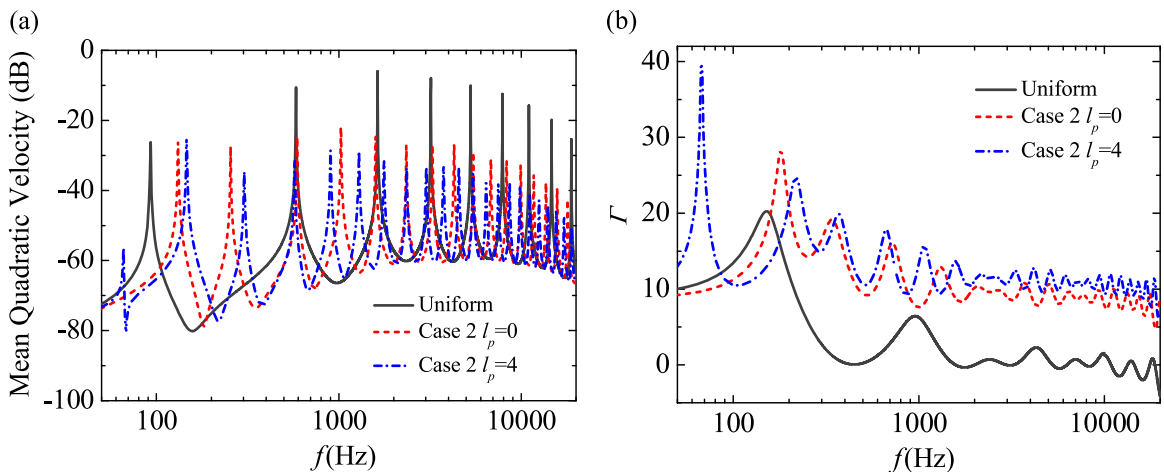 (a)
Mean Quadratic Velocity (dB)
0
-20
-40
-60
-80
-100
Uniform
Case 2 l_p=0
Case 2 l_p=4
100
1000
10000
f(Hz)
(b)
Γ
40
30
20
10
0
Uniform
Case 2 l_p=0
Case 2 l_p=4
100
1000
10000
f(Hz)